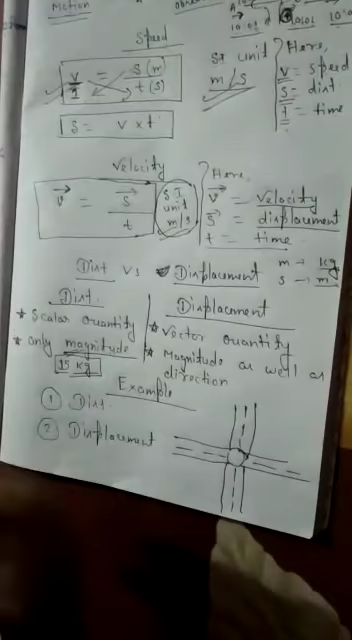 Motion
Speed
V/1 = S(m)/t(s)
SI unit
m/s
Here,
V = Speed
S = dist.
t = time
S = V x t
Velocity
V→ = S→/t
S.I unit m/s
Here,
V→ = Velocity
S→ = displacement
t = time
Dist vs Displacement
m → kg
s → m
Dist.
* Scalar quantity
* only magnitude
15 kg
Displacement
* Vector quantity
* Magnitude as well as
direction
Example
① Dist.
② Displacement